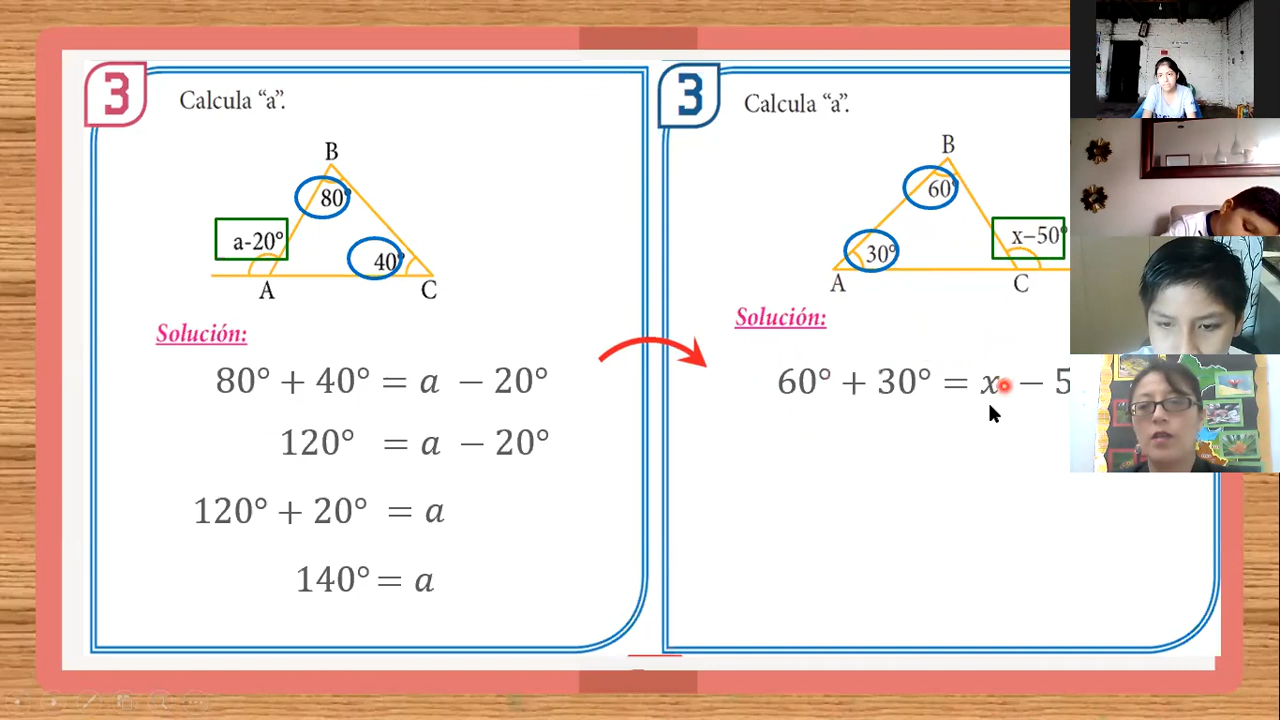 3
Calcula “a”.
B
80°
a-20°
40°
A
C
Solución:
80° + 40° = a − 20°
120° = a − 20°
120° + 20° = a
140° = a
3
Calcula “a”.
B
60°
30°
x−50°
A
C
Solución:
60° + 30° = x − 5